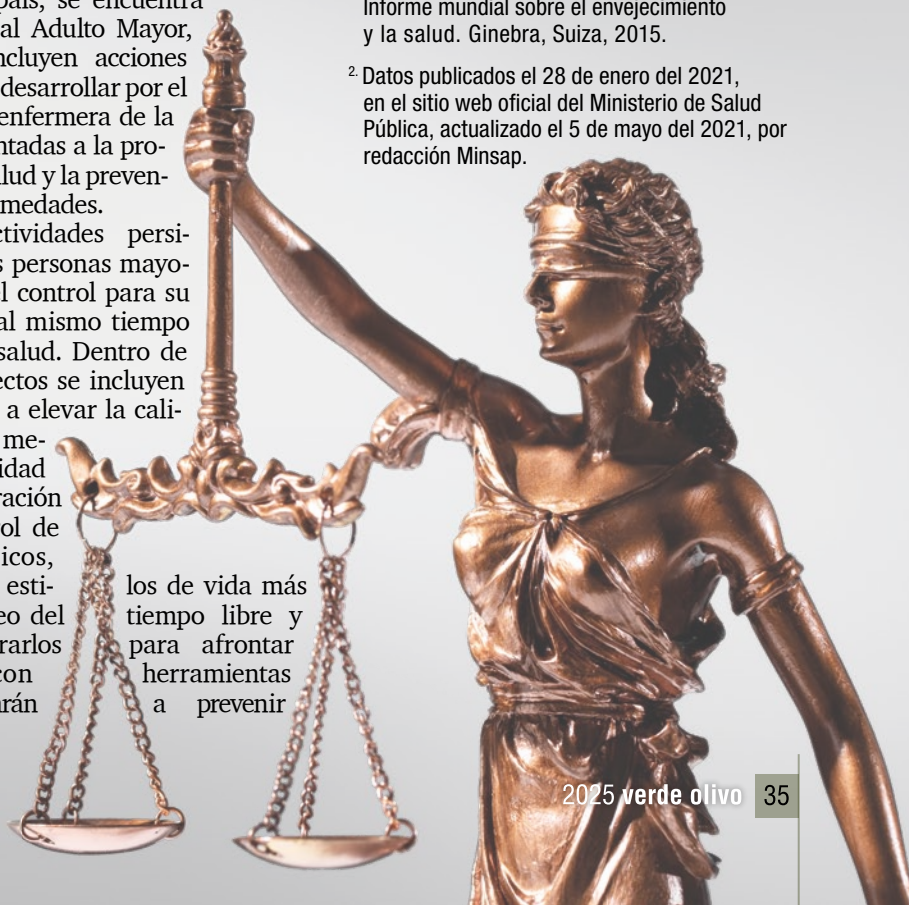 país, se encuentra
al Adulto Mayor,
ncluyen acciones
desarrollar por el
enfermera de la
ntadas a la pro-
lud y la preven-
medades.
ctividades persi-
s personas mayo-
el control para su
al mismo tiempo
salud. Dentro de
ectos se incluyen
a elevar la cali-
me-
idad
ración
ol de
icos,
esti- los de vida más
eo del tiempo libre y
rarlos para afrontar
con herramientas
arán a prevenir
Informe mundial sobre el envejecimiento
y la salud. Ginebra, Suiza, 2015.
2. Datos publicados el 28 de enero del 2021,
en el sitio web oficial del Ministerio de Salud
Pública, actualizado el 5 de mayo del 2021, por
redacción Minsap.
2025 verde olivo 35